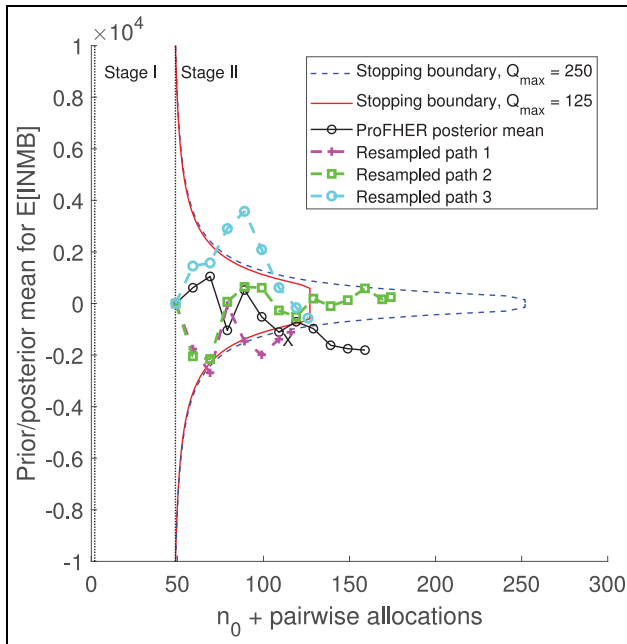 × 10⁴
1
0.8
0.6
0.4
0.2
0
-0.2
-0.4
-0.6
-0.8
-1
Prior/posterior mean for E[INMB]
Stage I
Stage II
Stopping boundary, Qmax = 250
Stopping boundary, Qmax = 125
ProFHER posterior mean
Resampled path 1
Resampled path 2
Resampled path 3
X
0 50 100 150 200 250 300
n0 + pairwise allocations